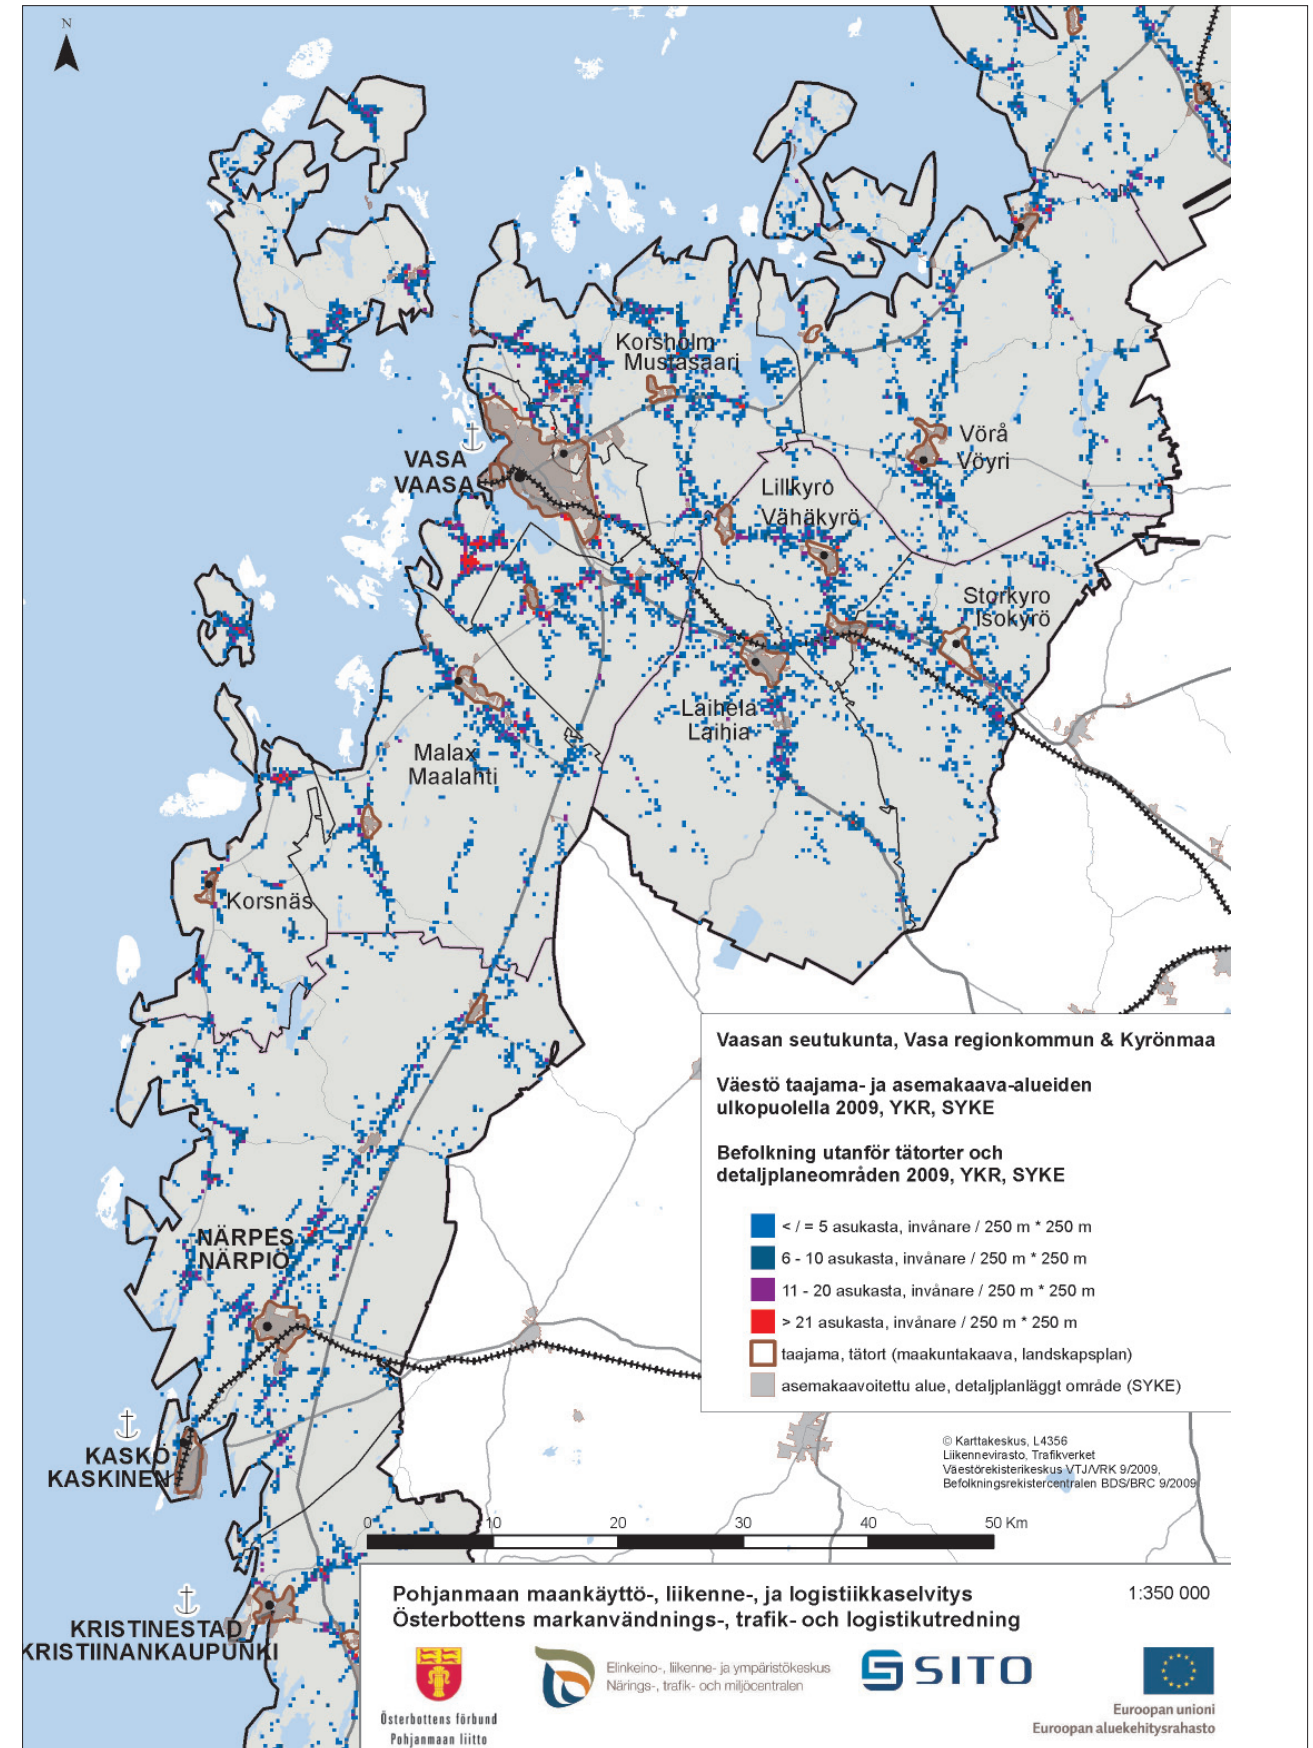 N
Korsholm
Mustasaari
VASA
VAASA
Vörå
Vöyri
Lillkyro
Vähäkyrö
Storkyro
Isokyrö
Laihela
Laihia
Malax
Maalahti
Korsnäs
NÄRPES
NÄRPIÖ
KASKÖ
KASKINEN
KRISTINESTAD
KRISTIINANKAUPUNKI
Vaasan seutukunta, Vasa regionkommun & Kyrönmaa
Väestö taajama- ja asemakaava-alueiden
ulkopuolella 2009, YKR, SYKE
Befolkning utanför tätorter och
detaljplaneområden 2009, YKR, SYKE
< / = 5 asukasta, invånare / 250 m * 250 m
6 - 10 asukasta, invånare / 250 m * 250 m
11 - 20 asukasta, invånare / 250 m * 250 m
> 21 asukasta, invånare / 250 m * 250 m
taajama, tätort (maakuntakaava, landskapsplan)
asemakaavoitettu alue, detaljplanläggt område (SYKE)
© Karttakeskus, L4356
Liikennevirasto, Trafikverket
Väestörekisterikeskus VTJ/VRK 9/2009,
Befolkningsregistercentralen BDS/BRC 9/2009
0 10 20 30 40 50 Km
Pohjanmaan maankäyttö-, liikenne-, ja logistiikkaselvitys
Österbottens markanvändnings-, trafik- och logistikutredning
1:350 000
Österbottens förbund
Pohjanmaan liitto
Elinkeino-, liikenne- ja ympäristökeskus
Närings-, trafik- och miljöcentralen
SITO
Euroopan unioni
Euroopan aluekehitysrahasto